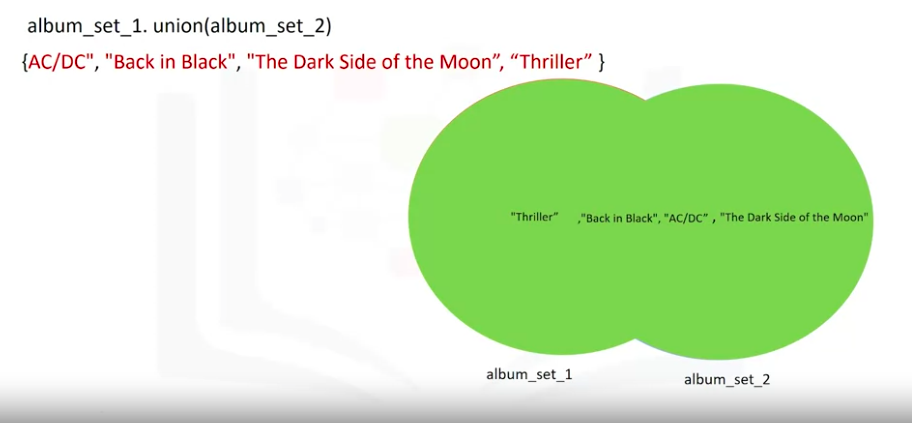 album_set_1. union(album_set_2)
{AC/DC", "Back in Black", "The Dark Side of the Moon”, “Thriller” }
"Thriller” ,"Back in Black", "AC/DC” , "The Dark Side of the Moon"
album_set_1
album_set_2